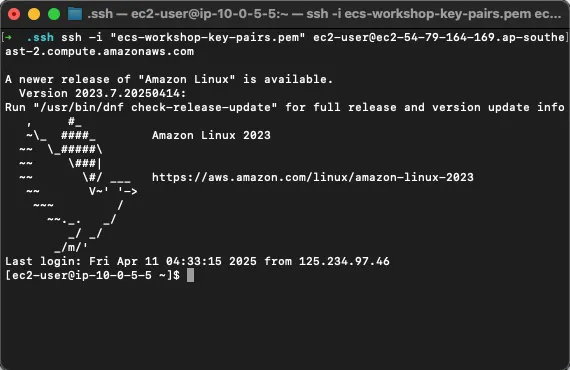 .ssh — ec2-user@ip-10-0-5-5:~ — ssh -i ecs-workshop-key-pairs.pem ec...
[➜  .ssh ssh -i "ecs-workshop-key-pairs.pem" ec2-user@ec2-54-79-164-169.ap-southe]
ast-2.compute.amazonaws.com

A newer release of "Amazon Linux" is available.
  Version 2023.7.20250414:
Run "/usr/bin/dnf check-release-update" for full release and version update info
   ,     #_
   ~\_  ####_        Amazon Linux 2023
  ~~  \_#####\
  ~~     \###|
  ~~       \#/ ___   https://aws.amazon.com/linux/amazon-linux-2023
   ~~       V~' '->
    ~~~         /
      ~~._.   _/
         _/ _/
       _/m/'
Last login: Fri Apr 11 04:33:15 2025 from 125.234.97.46
[ec2-user@ip-10-0-5-5 ~]$